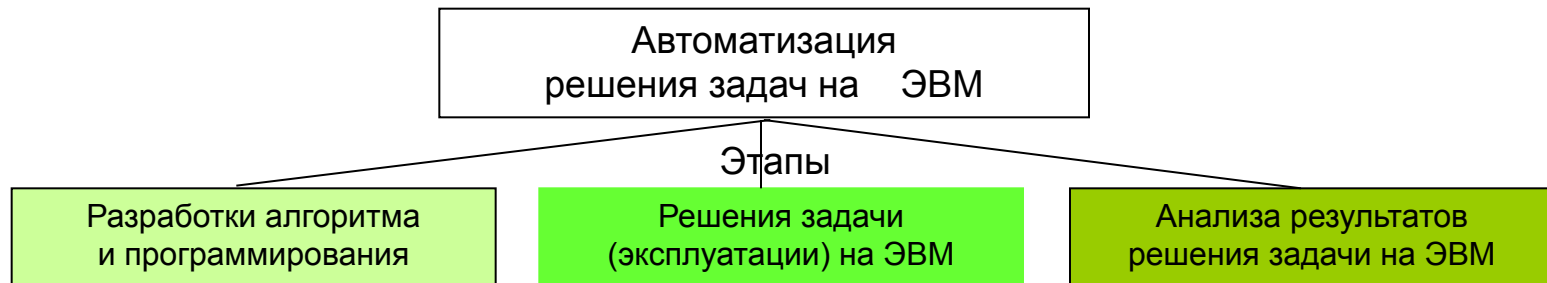 Автоматизация
решения задач на ЭВМ
Этапы
Разработки алгоритма
и программирования
Решения задачи
(эксплуатации) на ЭВМ
Анализа результатов
решения задачи на ЭВМ